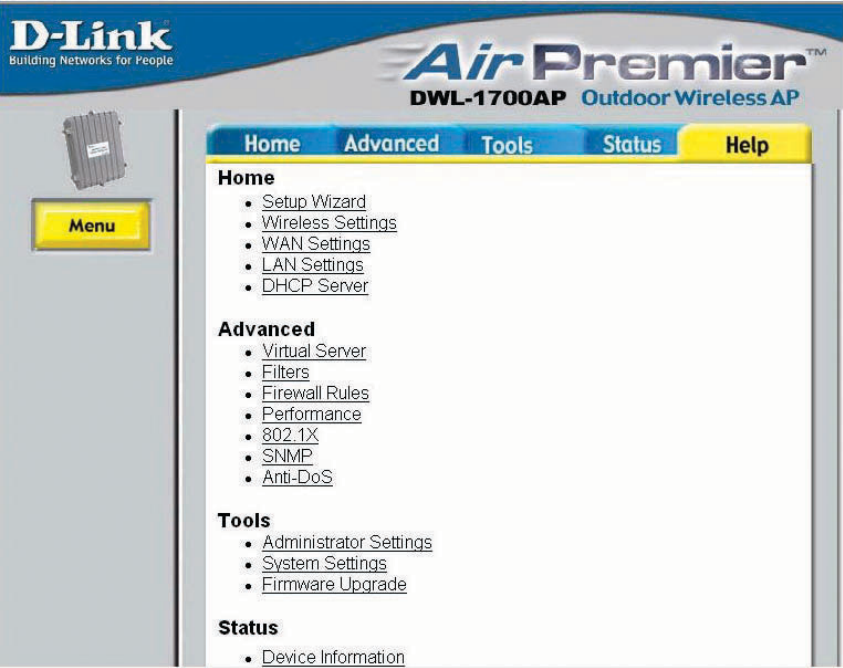 D-Link
Building Networks for People
Air Premier™
DWL-1700AP Outdoor Wireless AP
Home Advanced Tools Status Help
Menu
Home
• Setup Wizard
• Wireless Settings
• WAN Settings
• LAN Settings
• DHCP Server
Advanced
• Virtual Server
• Filters
• Firewall Rules
• Performance
• 802.1X
• SNMP
• Anti-DoS
Tools
• Administrator Settings
• System Settings
• Firmware Upgrade
Status
• Device Information